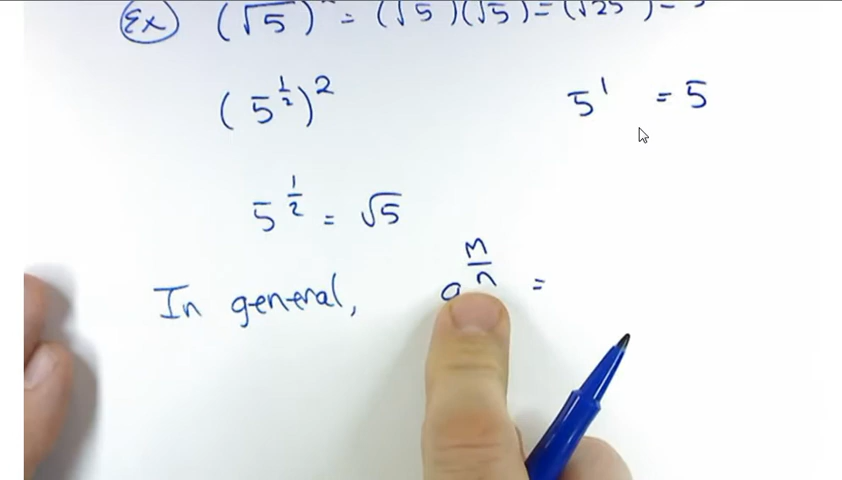 Ex (√5)² = (√5)(√5) = (√25) = 5
(5^(1/2))² 5¹ = 5
5^(1/2) = √5
In general, a^(m/n) =